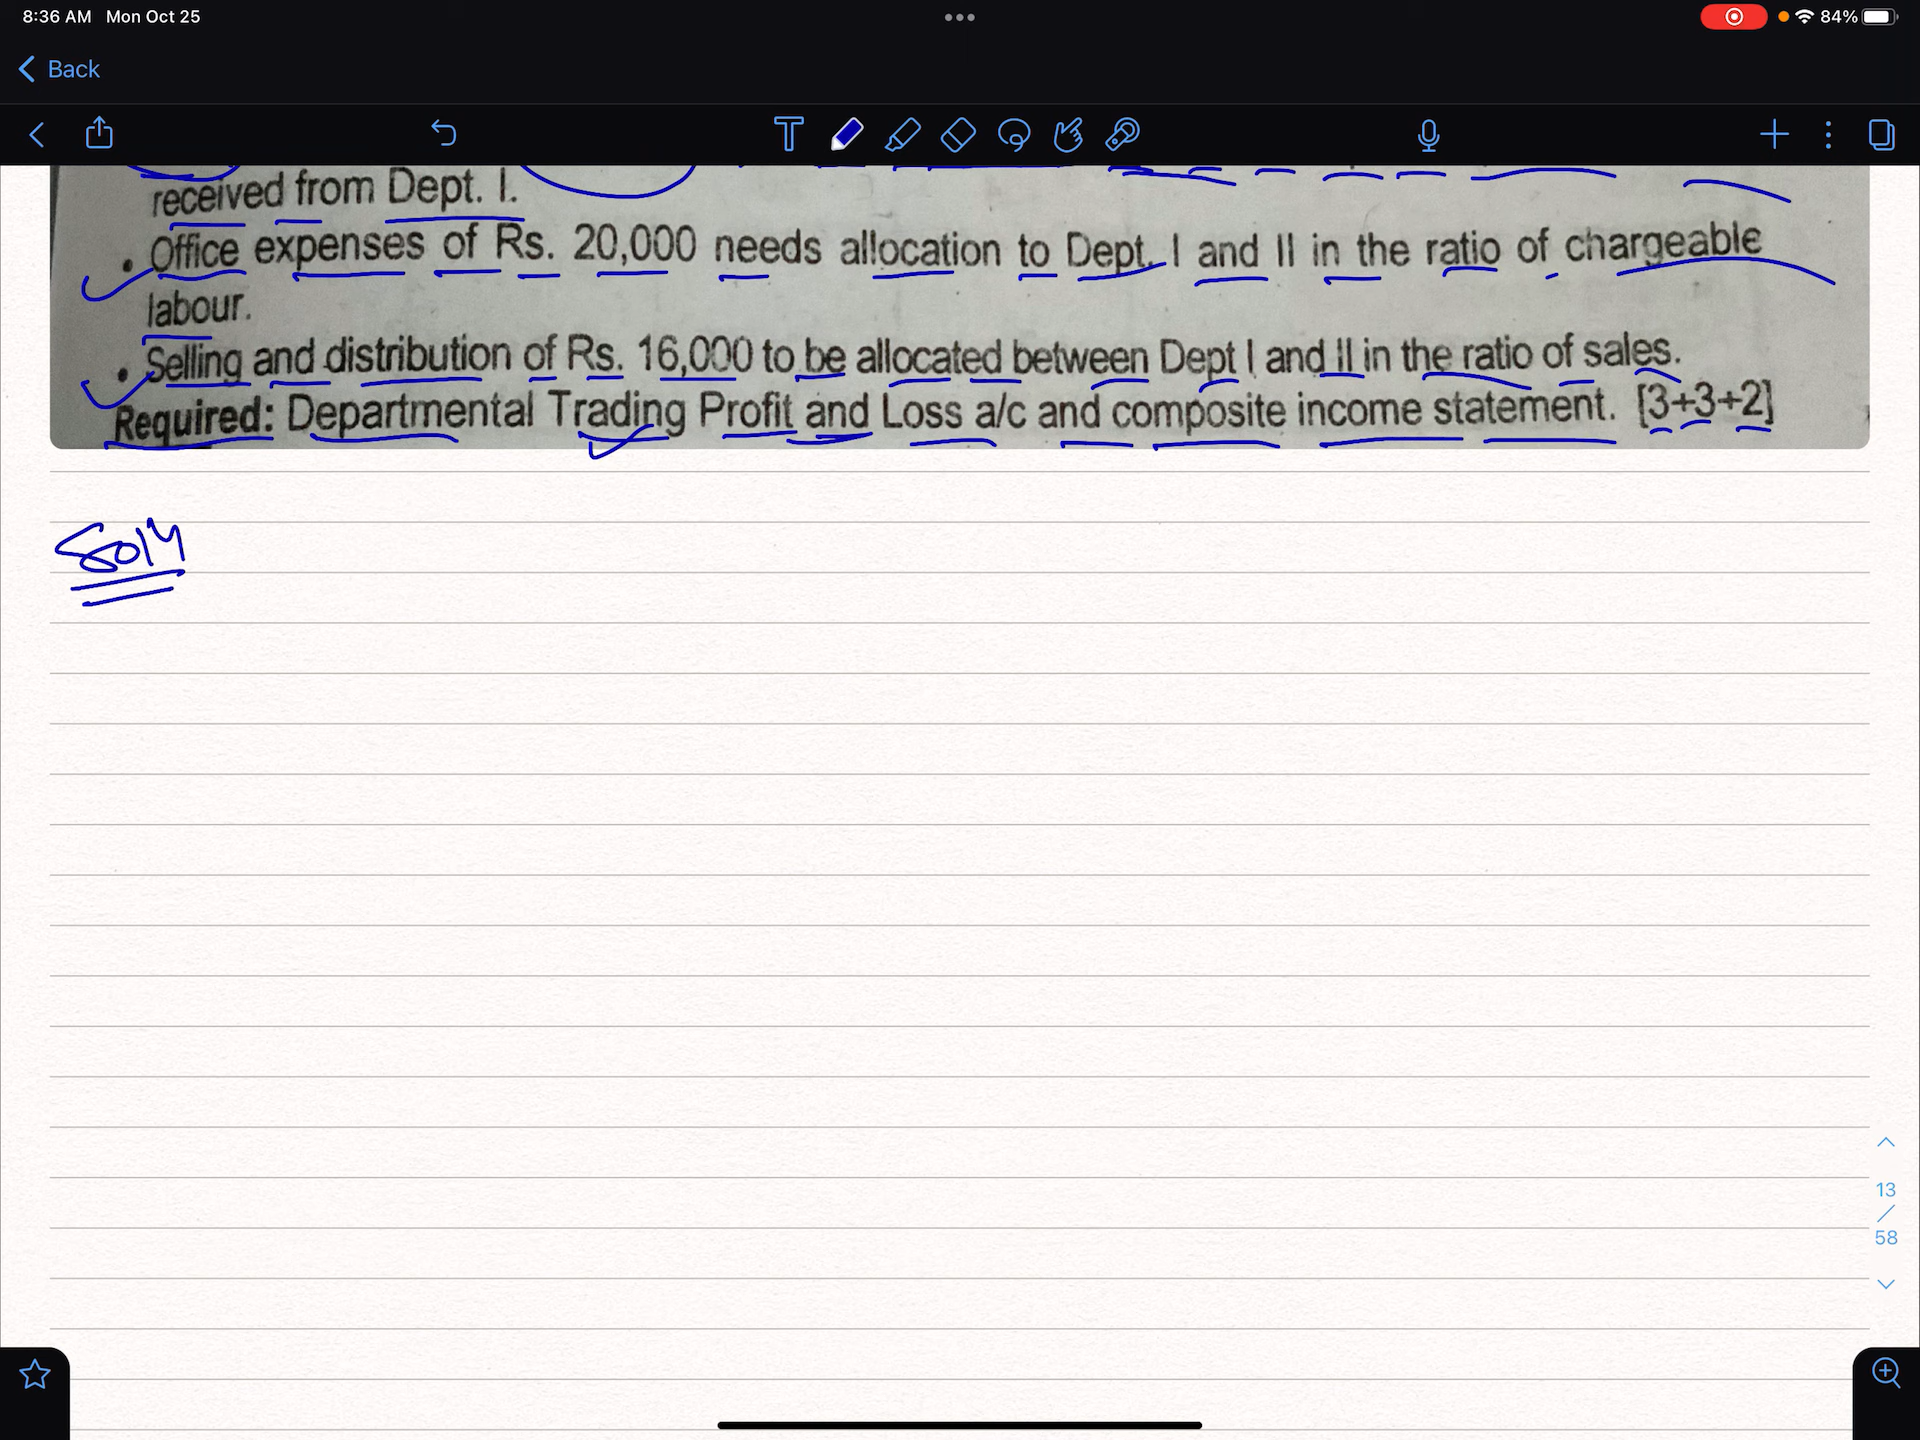 8:36 AM Mon Oct 25
84%
Back
received from Dept. I.
• Office expenses of Rs. 20,000 needs allocation to Dept. I and II in the ratio of chargeable
labour.
• Selling and distribution of Rs. 16,000 to be allocated between Dept I and II in the ratio of sales.
Required: Departmental Trading Profit and Loss a/c and composite income statement. [3+3+2]
Soln
13
/
58